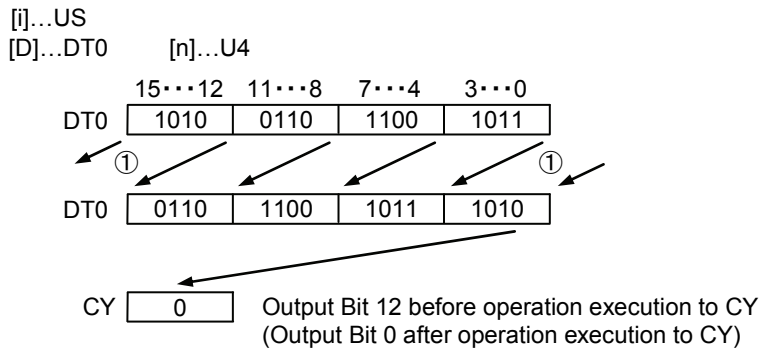 [i]…US
[D]…DT0 [n]…U4
15・・・12 11・・・8 7・・・4 3・・・0
DT0 1010 0110 1100 1011
① ①
DT0 0110 1100 1011 1010
CY 0 Output Bit 12 before operation execution to CY
(Output Bit 0 after operation execution to CY)